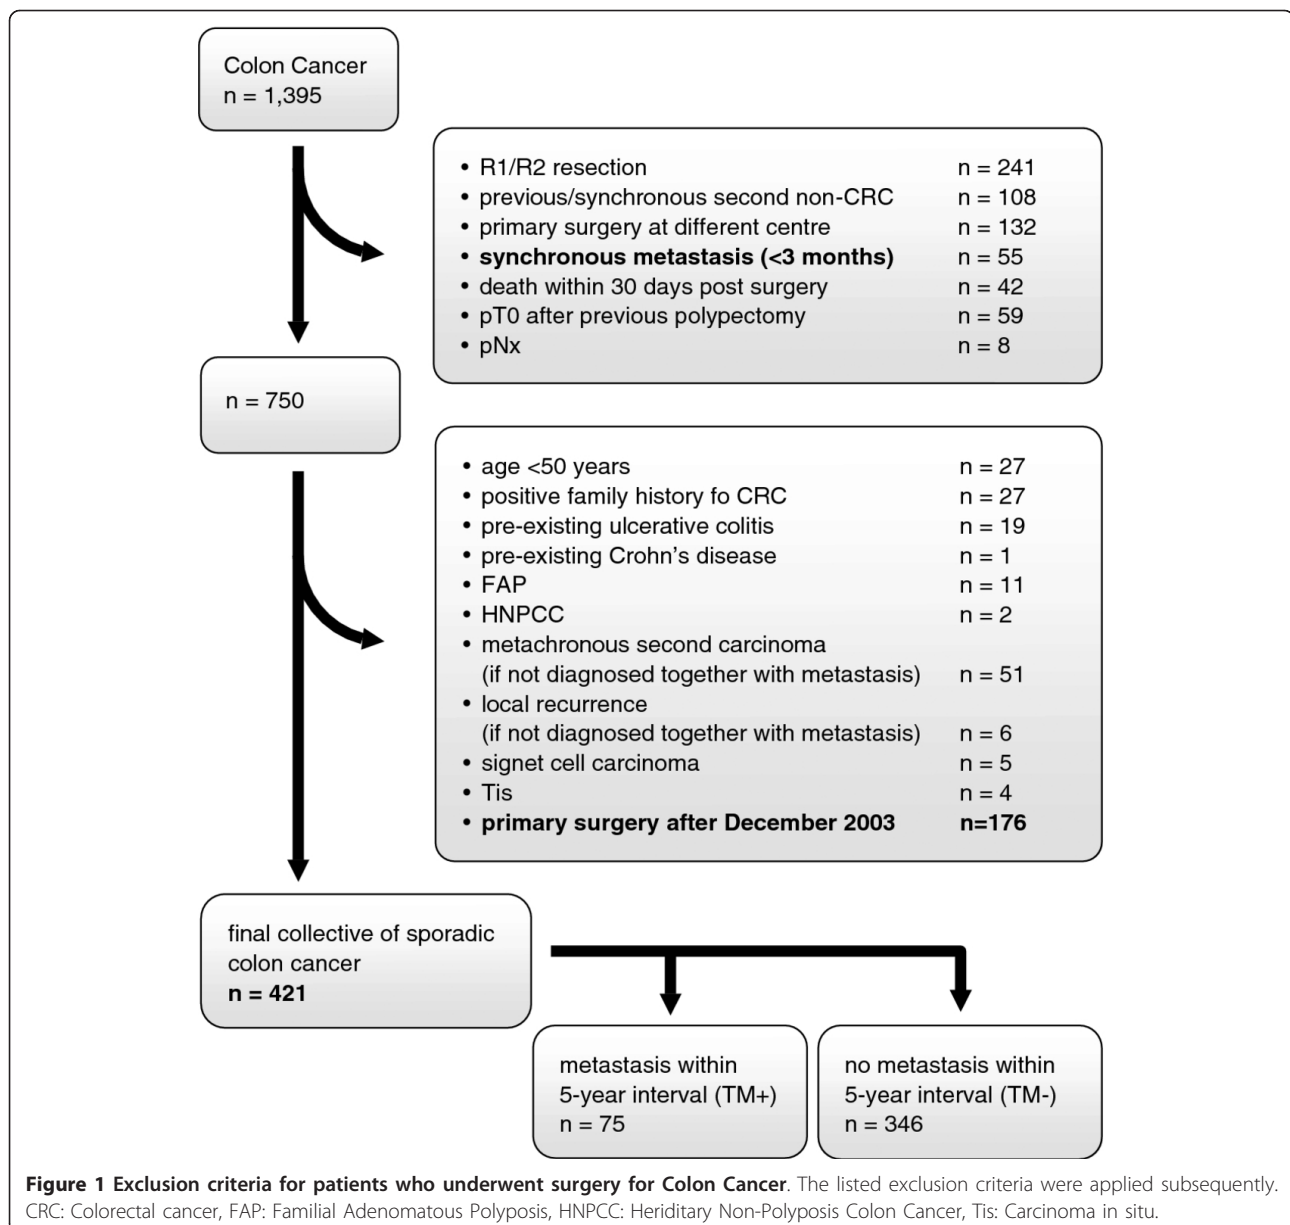 Colon Cancer
n = 1,395
• R1/R2 resection n = 241
• previous/synchronous second non-CRC n = 108
• primary surgery at different centre n = 132
• synchronous metastasis (<3 months) n = 55
• death within 30 days post surgery n = 42
• pT0 after previous polypectomy n = 59
• pNx n = 8
n = 750
• age <50 years n = 27
• positive family history fo CRC n = 27
• pre-existing ulcerative colitis n = 19
• pre-existing Crohn's disease n = 1
• FAP n = 11
• HNPCC n = 2
• metachronous second carcinoma
(if not diagnosed together with metastasis) n = 51
• local recurrence
(if not diagnosed together with metastasis) n = 6
• signet cell carcinoma n = 5
• Tis n = 4
• primary surgery after December 2003 n=176
final collective of sporadic
colon cancer
n = 421
metastasis within
5-year interval (TM+)
n = 75
no metastasis within
5-year interval (TM-)
n = 346
Figure 1 Exclusion criteria for patients who underwent surgery for Colon Cancer. The listed exclusion criteria were applied subsequently.
CRC: Colorectal cancer, FAP: Familial Adenomatous Polyposis, HNPCC: Heriditary Non-Polyposis Colon Cancer, Tis: Carcinoma in situ.